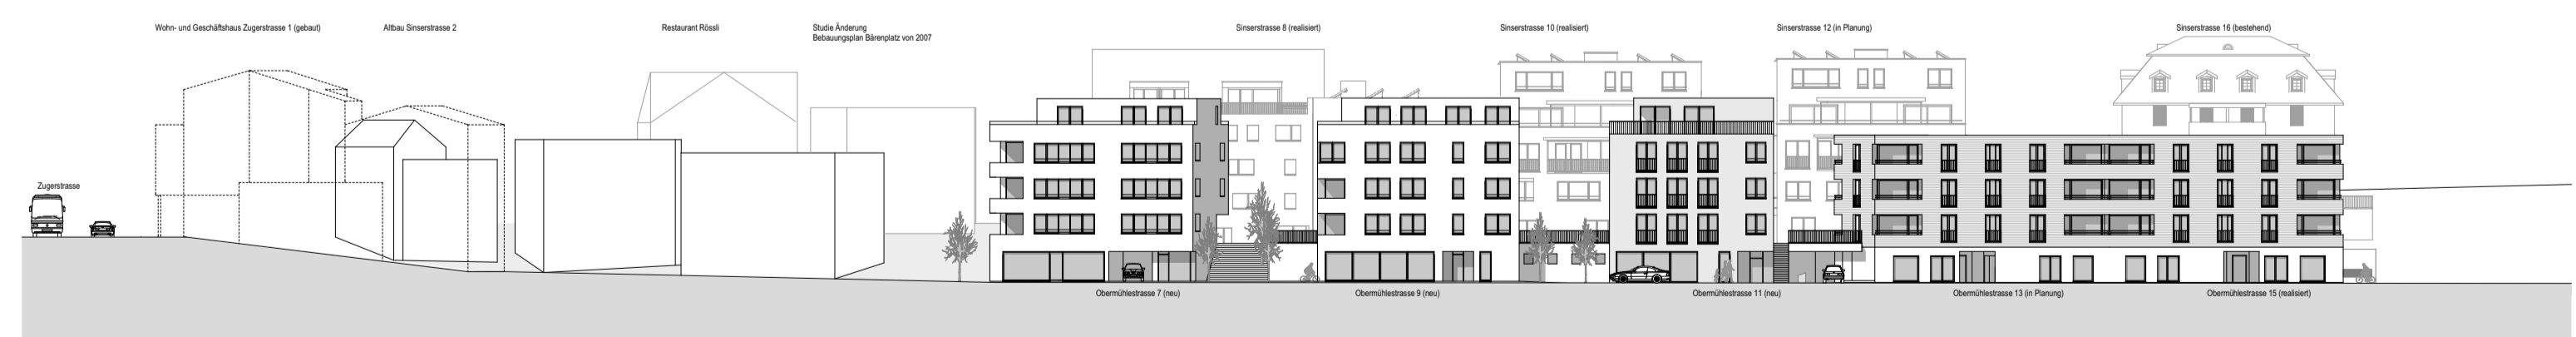 Wohn- und Geschäftshaus Zugerstrasse 1 (gebaut)
Altbau Sinserstrasse 2
Restaurant Rössli
Studie Änderung
Bebauungsplan Bärenplatz von 2007
Sinserstrasse 8 (realisiert)
Sinserstrasse 10 (realisiert)
Sinserstrasse 12 (in Planung)
Sinserstrasse 16 (bestehend)
Zugerstrasse
Obermühlestrasse 7 (neu)
Obermühlestrasse 9 (neu)
Obermühlestrasse 11 (neu)
Obermühlestrasse 13 (in Planung)
Obermühlestrasse 15 (realisiert)